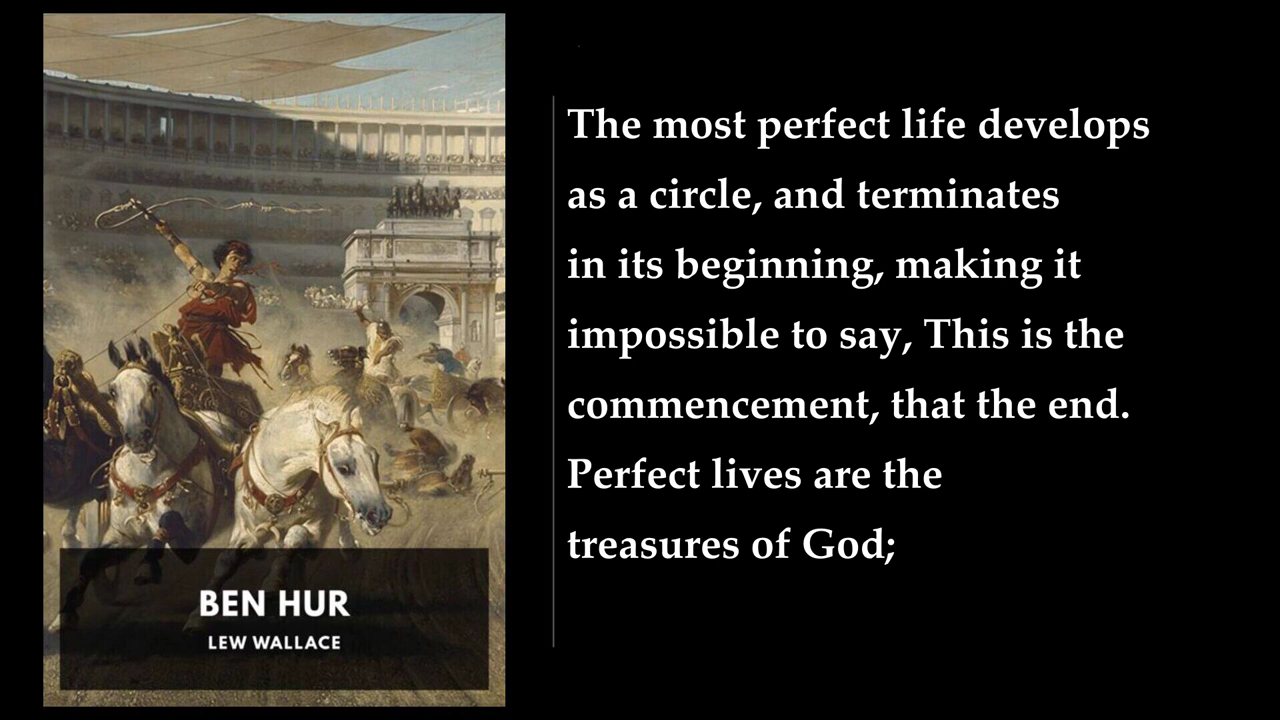 BEN HUR
LEW WALLACE
The most perfect life develops
as a circle, and terminates
in its beginning, making it
impossible to say, This is the
commencement, that the end.
Perfect lives are the
treasures of God;